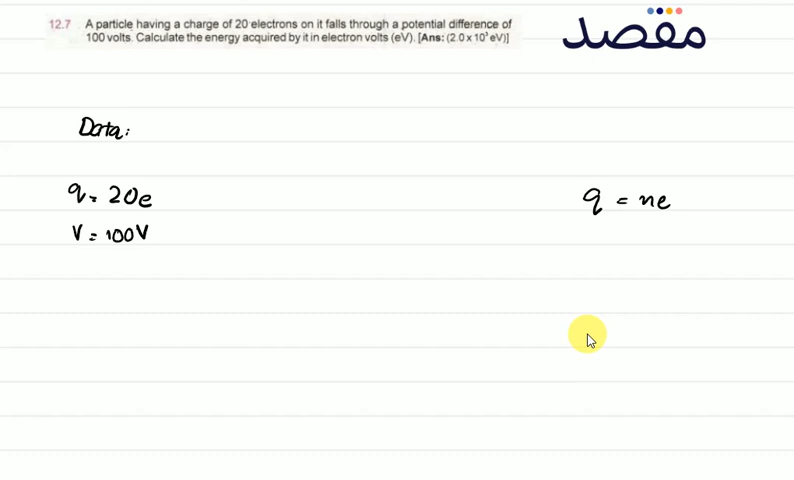 12.7 A particle having a charge of 20 electrons on it falls through a potential difference of
100 volts. Calculate the energy acquired by it in electron volts (eV). [Ans: (2.0 x 10³ eV)]
مقصد
Data:
q = 20e
q = ne
V = 100V